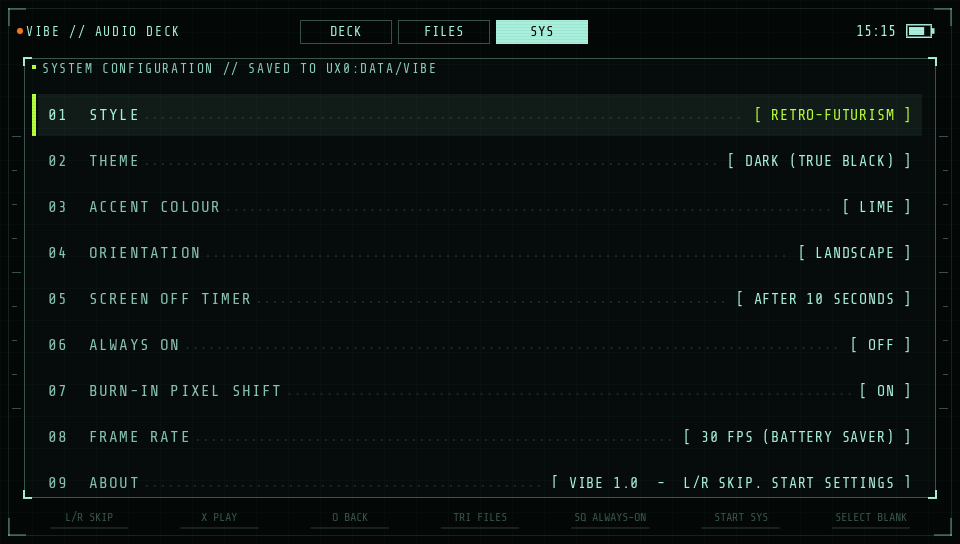 VIBE // AUDIO DECK DECK FILES SYS 15:15
SYSTEM CONFIGURATION // SAVED TO UX0:DATA/VIBE
01 STYLE [ RETRO-FUTURISM ]
02 THEME [ DARK (TRUE BLACK) ]
03 ACCENT COLOUR [ LIME ]
04 ORIENTATION [ LANDSCAPE ]
05 SCREEN OFF TIMER [ AFTER 10 SECONDS ]
06 ALWAYS ON [ OFF ]
07 BURN-IN PIXEL SHIFT [ ON ]
08 FRAME RATE [ 30 FPS (BATTERY SAVER) ]
09 ABOUT [ VIBE 1.0 - L/R SKIP. START SETTINGS ]
L/R SKIP X PLAY O BACK TRI FILES SQ ALWAYS-ON START SYS SELECT BLANK